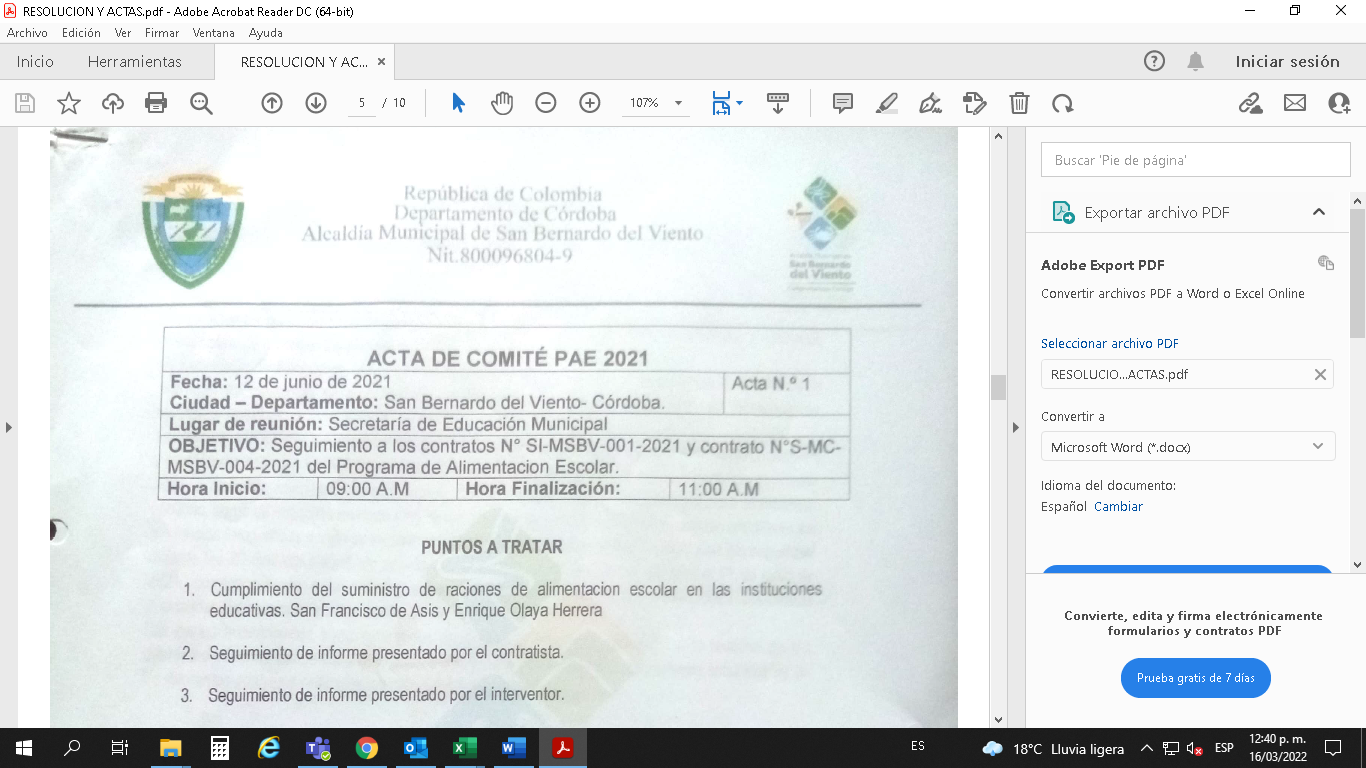 RESOLUCION Y ACTAS.pdf - Adobe Acrobat Reader DC (64-bit)
Archivo Edición Ver Firmar Ventana Ayuda
Inicio Herramientas RESOLUCION Y AC... Iniciar sesión
5 / 10 107%
Buscar 'Pie de página'
Exportar archivo PDF
Adobe Export PDF
Convertir archivos PDF a Word o Excel Online
Seleccionar archivo PDF
RESOLUCIO...ACTAS.pdf
Convertir a
Microsoft Word (*.docx)
Idioma del documento:
Español Cambiar
Convierte, edita y firma electrónicamente
formularios y contratos PDF
Prueba gratis de 7 días
República de Colombia
Departamento de Córdoba
Alcaldía Municipal de San Bernardo del Viento
Nit.800096804-9
San Bernardo
del Viento
ACTA DE COMITÉ PAE 2021
Fecha: 12 de junio de 2021 Acta N.º 1
Ciudad – Departamento: San Bernardo del Viento- Córdoba.
Lugar de reunión: Secretaría de Educación Municipal
OBJETIVO: Seguimiento a los contratos N° SI-MSBV-001-2021 y contrato N°S-MC-
MSBV-004-2021 del Programa de Alimentacion Escolar.
Hora Inicio: 09:00 A.M Hora Finalización: 11:00 A.M
PUNTOS A TRATAR
1. Cumplimiento del suministro de raciones de alimentacion escolar en las instituciones
educativas. San Francisco de Asis y Enrique Olaya Herrera
2. Seguimiento de informe presentado por el contratista.
3. Seguimiento de informe presentado por el interventor.
ES 18°C Lluvia ligera ESP 12:40 p. m.
16/03/2022